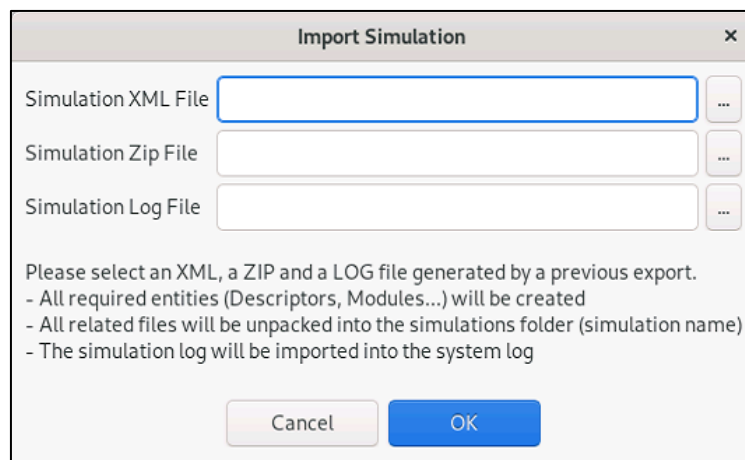 Import Simulation ×
Simulation XML File ...
Simulation Zip File ...
Simulation Log File ...
Please select an XML, a ZIP and a LOG file generated by a previous export.
- All required entities (Descriptors, Modules...) will be created
- All related files will be unpacked into the simulations folder (simulation name)
- The simulation log will be imported into the system log
Cancel OK